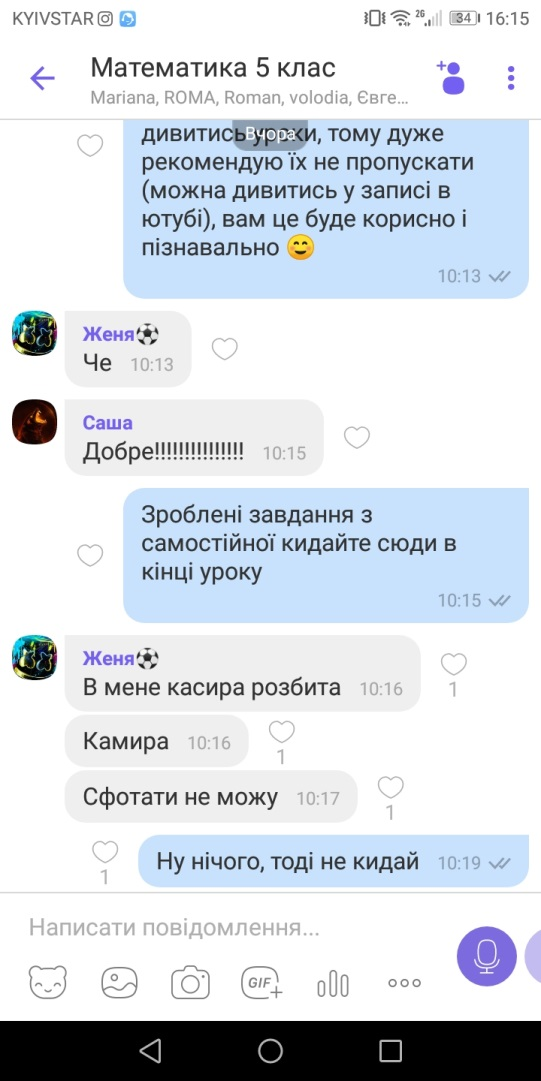 KYIVSTAR 2G 34 16:15
Математика 5 клас
Mariana, ROMA, Roman, volodia, Євге...
Вчора
дивитись уроки, тому дуже
рекомендую їх не пропускати
(можна дивитись у записі в
ютубі), вам це буде корисно і
пізнавально
10:13
Женя
Че 10:13
Саша
Добре!!!!!!!!!!!!!!! 10:15
Зроблені завдання з
самостійної кидайте сюди в
кінці уроку
10:15
Женя
В мене касира розбита 10:16
1
Камира 10:16
1
Сфотати не можу 10:17
1
Ну нічого, тоді не кидай 10:19
1
Написати повідомлення...
GIF